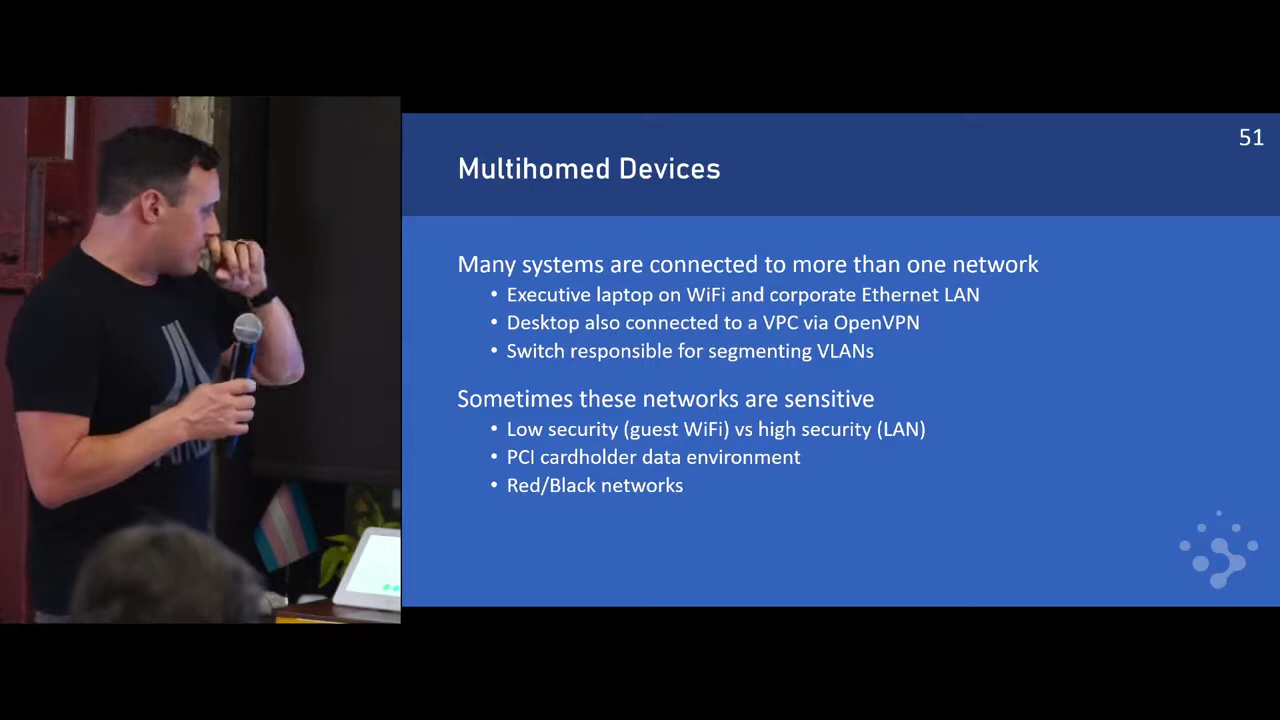 51
Multihomed Devices
Many systems are connected to more than one network
• Executive laptop on WiFi and corporate Ethernet LAN
• Desktop also connected to a VPC via OpenVPN
• Switch responsible for segmenting VLANs
Sometimes these networks are sensitive
• Low security (guest WiFi) vs high security (LAN)
• PCI cardholder data environment
• Red/Black networks